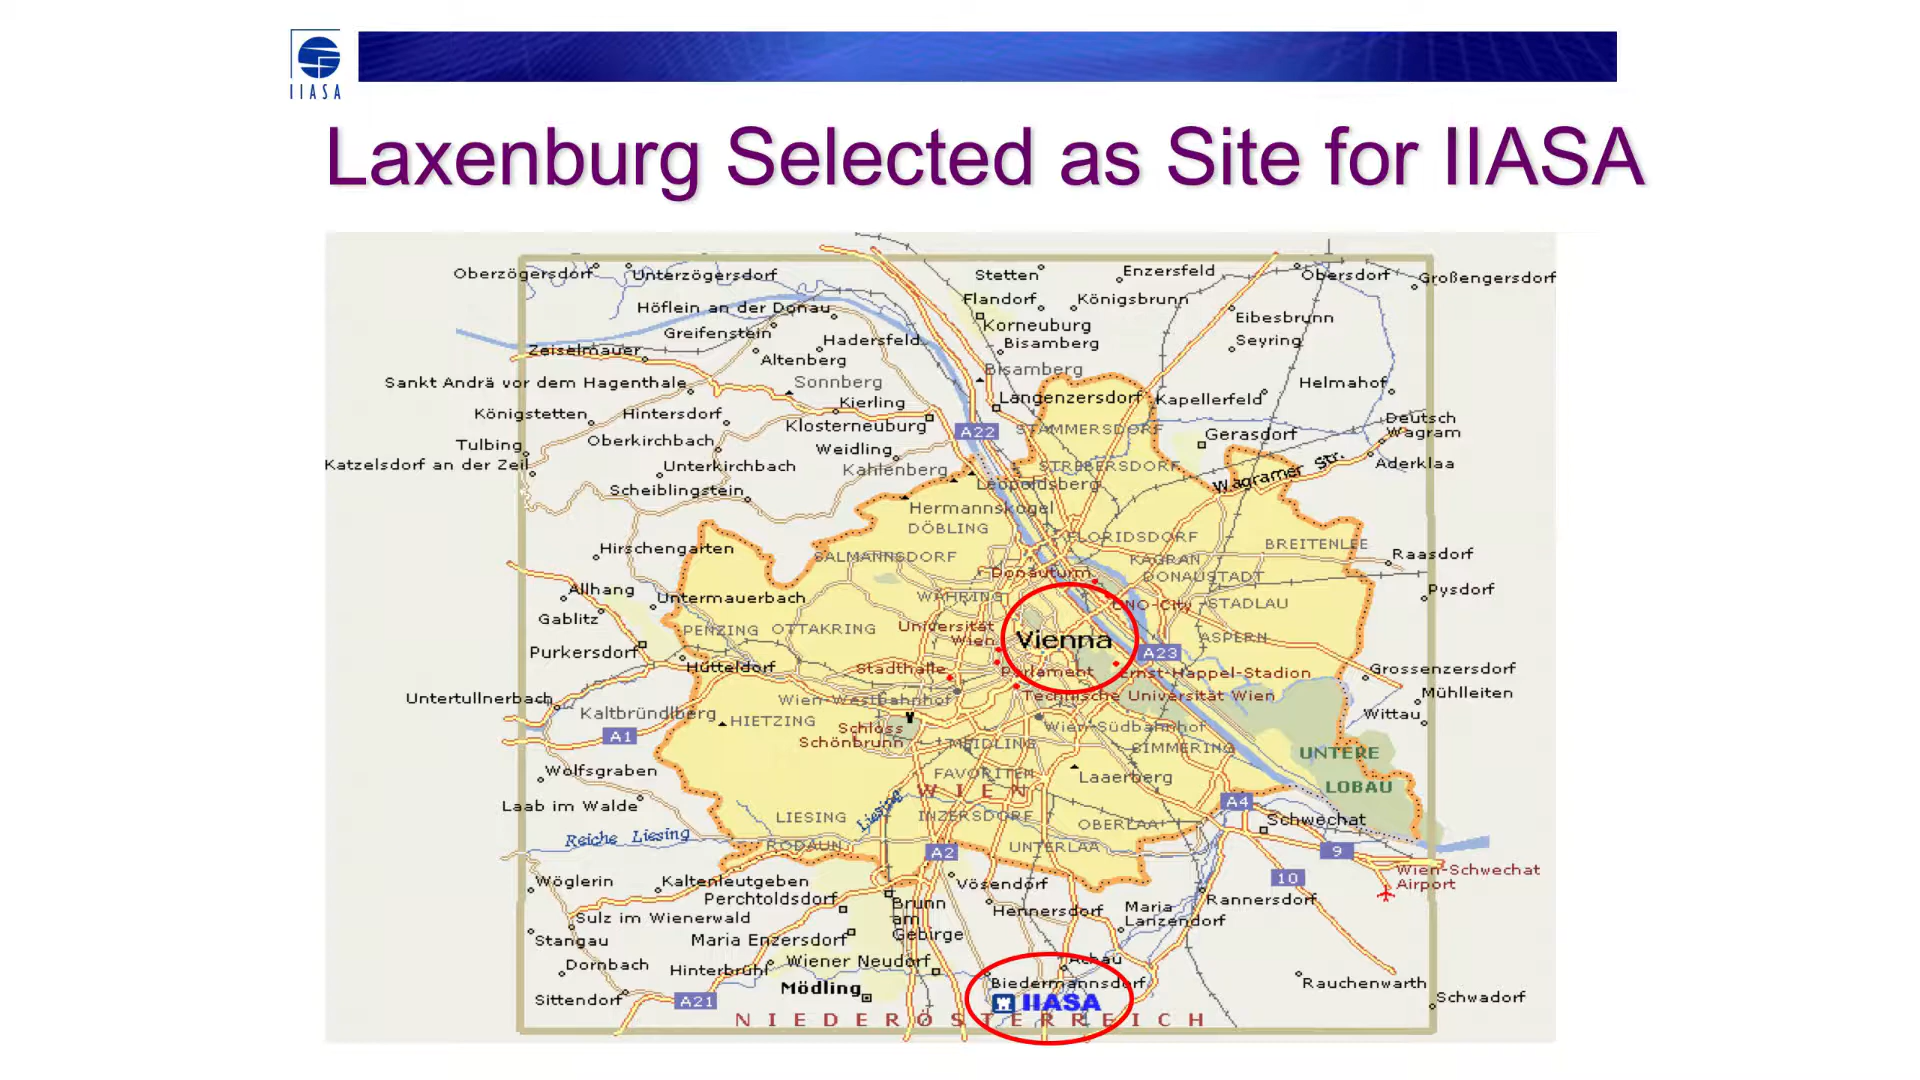 IIASA
Laxenburg Selected as Site for IIASA
Oberzögersdorf
Unterzögersdorf
Stetten
Enzersfeld
Obersdorf
Großengersdorf
Höflein an der Donau
Flandorf
Königsbrunn
Greifenstein
Korneuburg
Eibesbrunn
Zeiselmauer
Hadersfeld
Bisamberg
Seyring
Altenberg
Bisamberg
Sankt Andrä vor dem Hagenthale
Sonnberg
Helmahof
Kierling
Langenzersdorf
Kapellerfeld
Königstetten
Hintersdorf
Klosterneuburg
A22
STAMMERSDORF
Deutsch
Wagram
Tulbing
Oberkirchbach
Weidling
Gerasdorf
Katzelsdorf an der Zeil
Unterkirchbach
Kahlenberg
STREBERSDORF
Wagramer Str.
Aderklaa
Scheiblingstein
Leopoldsberg
Hermannskogel
DÖBLING
Hirschengarten
SALMANNSDORF
FLORIDSDORF
BREITENLEE
Raasdorf
KAGRAN
Donauturm
DONAUSTADT
Allhang
Untermauerbach
WÄHRING
UNO-City
STADLAU
Pysdorf
Gablitz
PENZING
OTTAKRING
Universität
Wien
Vienna
ASPERN
Purkersdorf
Hütteldorf
Stadthalle
Parlament
A23
Ernst-Happel-Stadion
Grossenzersdorf
Untertullnerbach
Wien-Westbahnhof
Technische Universität Wien
Mühlleiten
Kaltbründlberg
HIETZING
Schloss
Schönbrunn
Wien-Südbahnhof
Wittau
A1
MEIDLING
SIMMERING
UNTERE
LOBAU
Wolfsgraben
FAVORITEN
Laaerberg
WIEN
Laab im Walde
LIESING
Liesing
INZERSDORF
OBERLAA
A4
Schwechat
Reiche Liesing
RODAUN
A2
UNTERLAA
9
Wien-Schwechat
Airport
Wöglerin
Kaltenleutgeben
Vösendorf
10
Perchtoldsdorf
Brunn
am
Gebirge
Hennersdorf
Maria
Lanzendorf
Rannersdorf
Sulz im Wienerwald
Stangau
Maria Enzersdorf
Dornbach
Hinterbrühl
Wiener Neudorf
Achau
Mödling
Biedermannsdorf
Rauchenwarth
Sittendorf
A21
IIASA
Schwadorf
NIEDERÖSTERREICH